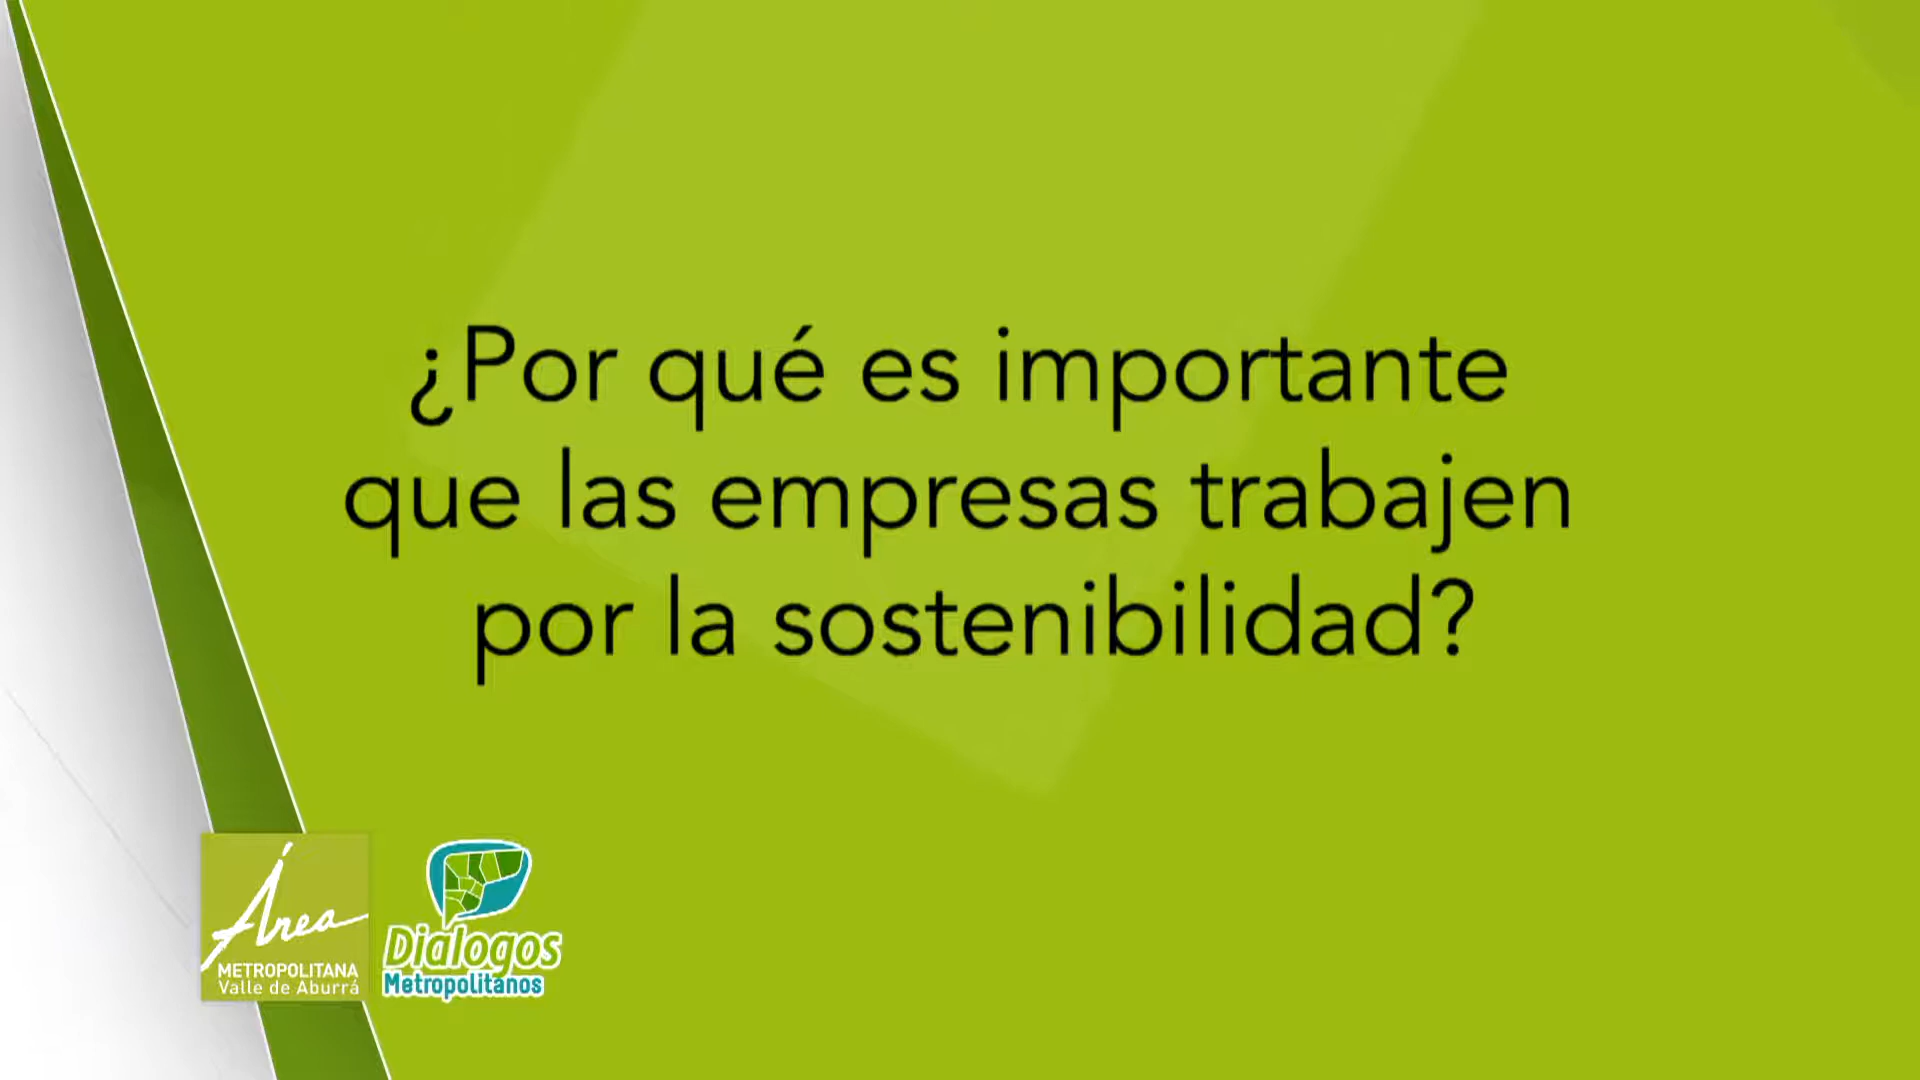 ¿Por qué es importante
que las empresas trabajen
por la sostenibilidad?
Área
METROPOLITANA
Valle de Aburrá
Dialogos
Metropolitanos